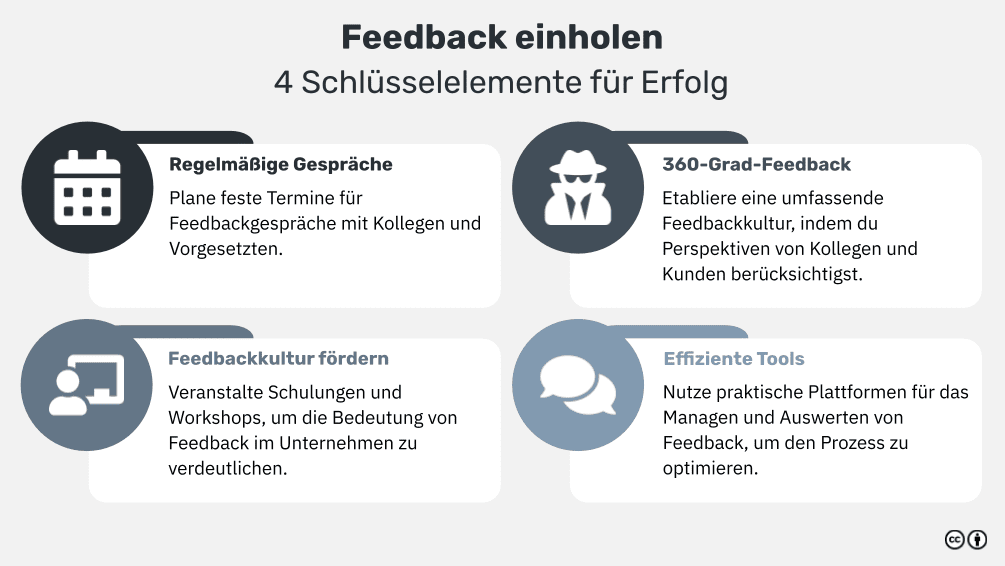 Feedback einholen
4 Schlüsselelemente für Erfolg
Regelmäßige Gespräche
Plane feste Termine für
Feedbackgespräche mit Kollegen und
Vorgesetzten.
360-Grad-Feedback
Etabliere eine umfassende
Feedbackkultur, indem du
Perspektiven von Kollegen und
Kunden berücksichtigst.
Feedbackkultur fördern
Veranstalte Schulungen und
Workshops, um die Bedeutung von
Feedback im Unternehmen zu
verdeutlichen.
Effiziente Tools
Nutze praktische Plattformen für das
Managen und Auswerten von
Feedback, um den Prozess zu
optimieren.
cc